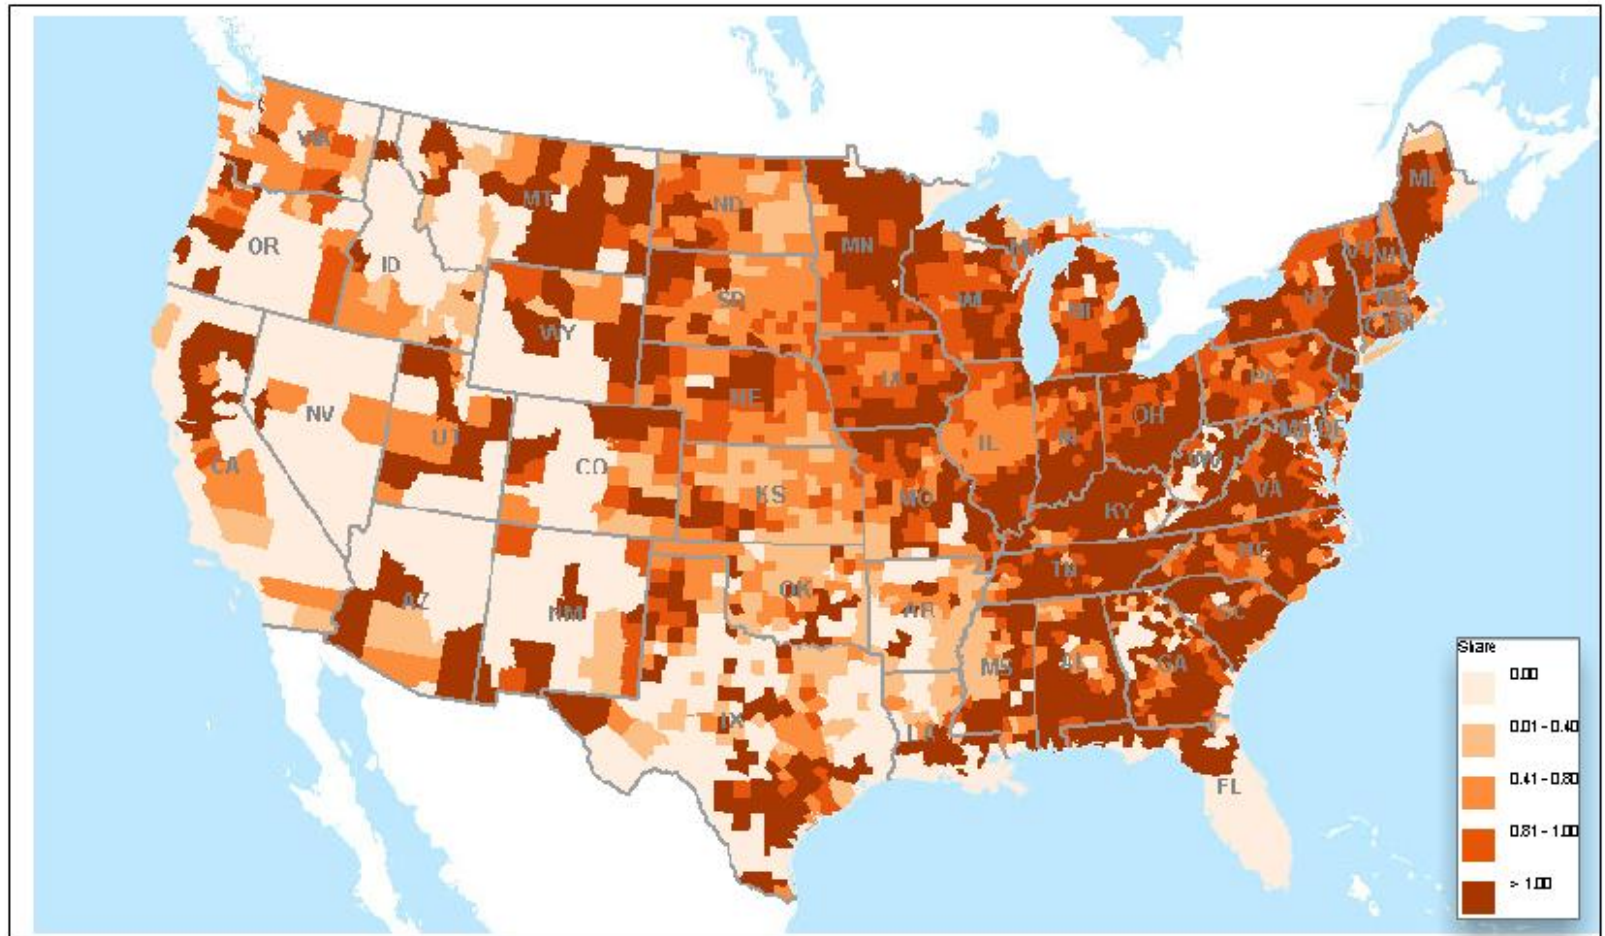 WA
MT
ND
OR
ID
MN
ME
VT
NH
MI
SD
WI
NY
WY
MI
CT
IA
NE
PA
NJ
NV
OH
UT
IL
IN
MD
DE
CA
CO
WV
KS
MO
VA
KY
NC
TN
AZ
OK
AR
NM
SC
MS
AL
GA
TX
LA
FL
Share
0.00
0.01 - 0.40
0.41 - 0.80
0.81 - 1.00
> 1.00